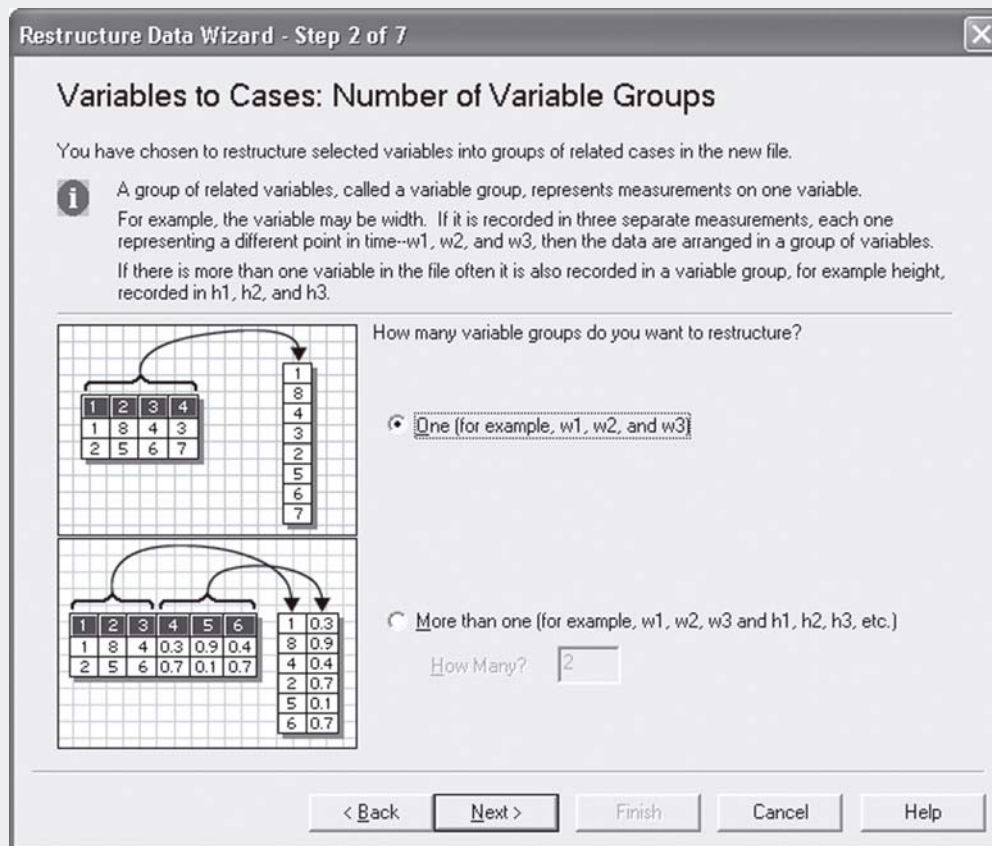 Restructure Data Wizard - Step 2 of 7
Variables to Cases: Number of Variable Groups
You have chosen to restructure selected variables into groups of related cases in the new file.
i
A group of related variables, called a variable group, represents measurements on one variable.
For example, the variable may be width. If it is recorded in three separate measurements, each one
representing a different point in time--w1, w2, and w3, then the data are arranged in a group of variables.
If there is more than one variable in the file often it is also recorded in a variable group, for example height,
recorded in h1, h2, and h3.
How many variable groups do you want to restructure?
1 2 3 4
1 8 4 3
2 5 6 7
1
8
4
3
2
5
6
7
One (for example, w1, w2, and w3)
1 2 3 4 5 6
1 8 4 0.3 0.9 0.4
2 5 6 0.7 0.1 0.7
1 0.3
8 0.9
4 0.4
2 0.7
5 0.1
6 0.7
More than one (for example, w1, w2, w3 and h1, h2, h3, etc.)
How Many? 2
< Back Next > Finish Cancel Help